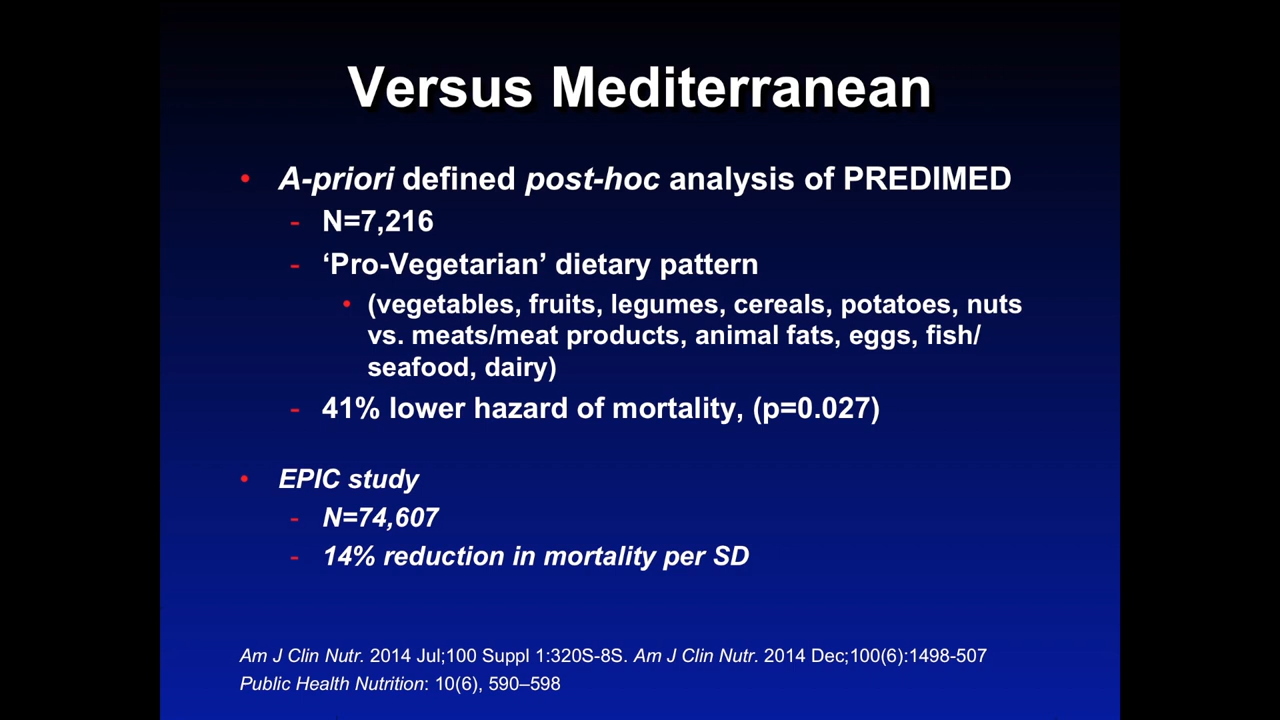 Versus Mediterranean
• A-priori defined post-hoc analysis of PREDIMED
- N=7,216
- ‘Pro-Vegetarian’ dietary pattern
• (vegetables, fruits, legumes, cereals, potatoes, nuts
vs. meats/meat products, animal fats, eggs, fish/
seafood, dairy)
- 41% lower hazard of mortality, (p=0.027)
• EPIC study
- N=74,607
- 14% reduction in mortality per SD
Am J Clin Nutr. 2014 Jul;100 Suppl 1:320S-8S. Am J Clin Nutr. 2014 Dec;100(6):1498-507
Public Health Nutrition: 10(6), 590–598